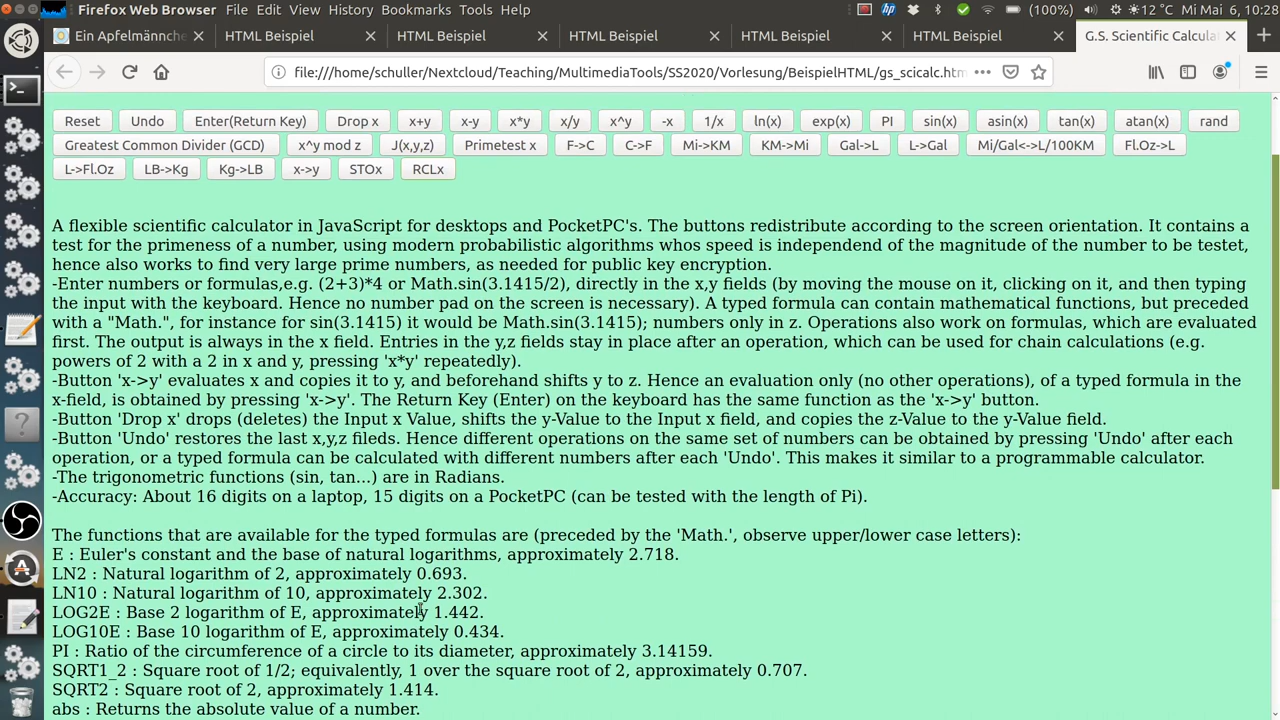 Firefox Web Browser File Edit View History Bookmarks Tools Help (100%) 12 °C Mi Mai 6, 10:28
Ein Apfelmännche HTML Beispiel HTML Beispiel HTML Beispiel HTML Beispiel HTML Beispiel G.S. Scientific Calcula
file:///home/schuller/Nextcloud/Teaching/MultimediaTools/SS2020/Vorlesung/BeispielHTML/gs_scicalc.htm
Reset Undo Enter(Return Key) Drop x x+y x-y x*y x/y x^y -x 1/x ln(x) exp(x) PI sin(x) asin(x) tan(x) atan(x) rand
Greatest Common Divider (GCD) x^y mod z J(x,y,z) Primetest x F->C C->F Mi->KM KM->Mi Gal->L L->Gal Mi/Gal<->L/100KM Fl.Oz->L
L->Fl.Oz LB->Kg Kg->LB x->y STOx RCLx
A flexible scientific calculator in JavaScript for desktops and PocketPC's. The buttons redistribute according to the screen orientation. It contains a
test for the primeness of a number, using modern probabilistic algorithms whos speed is independend of the magnitude of the number to be testet,
hence also works to find very large prime numbers, as needed for public key encryption.
-Enter numbers or formulas,e.g. (2+3)*4 or Math.sin(3.1415/2), directly in the x,y fields (by moving the mouse on it, clicking on it, and then typing
the input with the keyboard. Hence no number pad on the screen is necessary). A typed formula can contain mathematical functions, but preceded
with a "Math.", for instance for sin(3.1415) it would be Math.sin(3.1415); numbers only in z. Operations also work on formulas, which are evaluated
first. The output is always in the x field. Entries in the y,z fields stay in place after an operation, which can be used for chain calculations (e.g.
powers of 2 with a 2 in x and y, pressing 'x*y' repeatedly).
-Button 'x->y' evaluates x and copies it to y, and beforehand shifts y to z. Hence an evaluation only (no other operations), of a typed formula in the
x-field, is obtained by pressing 'x->y'. The Return Key (Enter) on the keyboard has the same function as the 'x->y' button.
-Button 'Drop x' drops (deletes) the Input x Value, shifts the y-Value to the Input x field, and copies the z-Value to the y-Value field.
-Button 'Undo' restores the last x,y,z fileds. Hence different operations on the same set of numbers can be obtained by pressing 'Undo' after each
operation, or a typed formula can be calculated with different numbers after each 'Undo'. This makes it similar to a programmable calculator.
-The trigonometric functions (sin, tan...) are in Radians.
-Accuracy: About 16 digits on a laptop, 15 digits on a PocketPC (can be tested with the length of Pi).
The functions that are available for the typed formulas are (preceded by the 'Math.', observe upper/lower case letters):
E : Euler's constant and the base of natural logarithms, approximately 2.718.
LN2 : Natural logarithm of 2, approximately 0.693.
LN10 : Natural logarithm of 10, approximately 2.302.
LOG2E : Base 2 logarithm of E, approximately 1.442.
LOG10E : Base 10 logarithm of E, approximately 0.434.
PI : Ratio of the circumference of a circle to its diameter, approximately 3.14159.
SQRT1_2 : Square root of 1/2; equivalently, 1 over the square root of 2, approximately 0.707.
SQRT2 : Square root of 2, approximately 1.414.
abs : Returns the absolute value of a number.